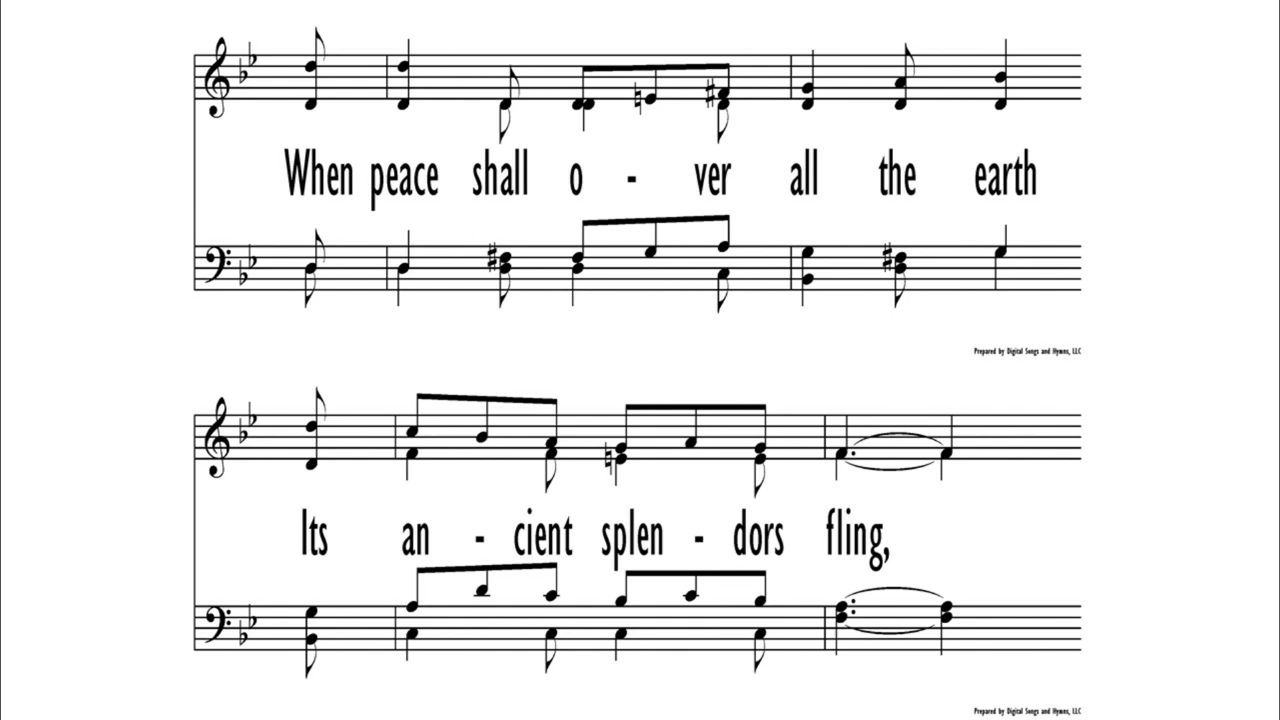 When peace shall o - ver all the earth
Prepared by Digital Songs and Hymns, LLC
Its an - cient splen - dors fling,
Prepared by Digital Songs and Hymns, LLC